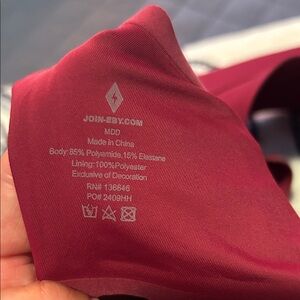 JOIN-EBY.COM
MDD
Made in China
Body:85% Polyamide,15% Elastane
Lining:100%Polyester
Exclusive of Decoration
RN# 136646
PO# 2409HH